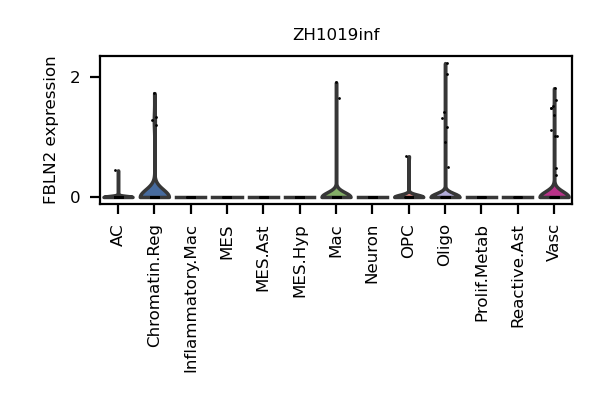 ZH1019inf
FBLN2 expression
2
0
AC
Chromatin.Reg
Inflammatory.Mac
MES
MES.Ast
MES.Hyp
Mac
Neuron
OPC
Oligo
Prolif.Metab
Reactive.Ast
Vasc